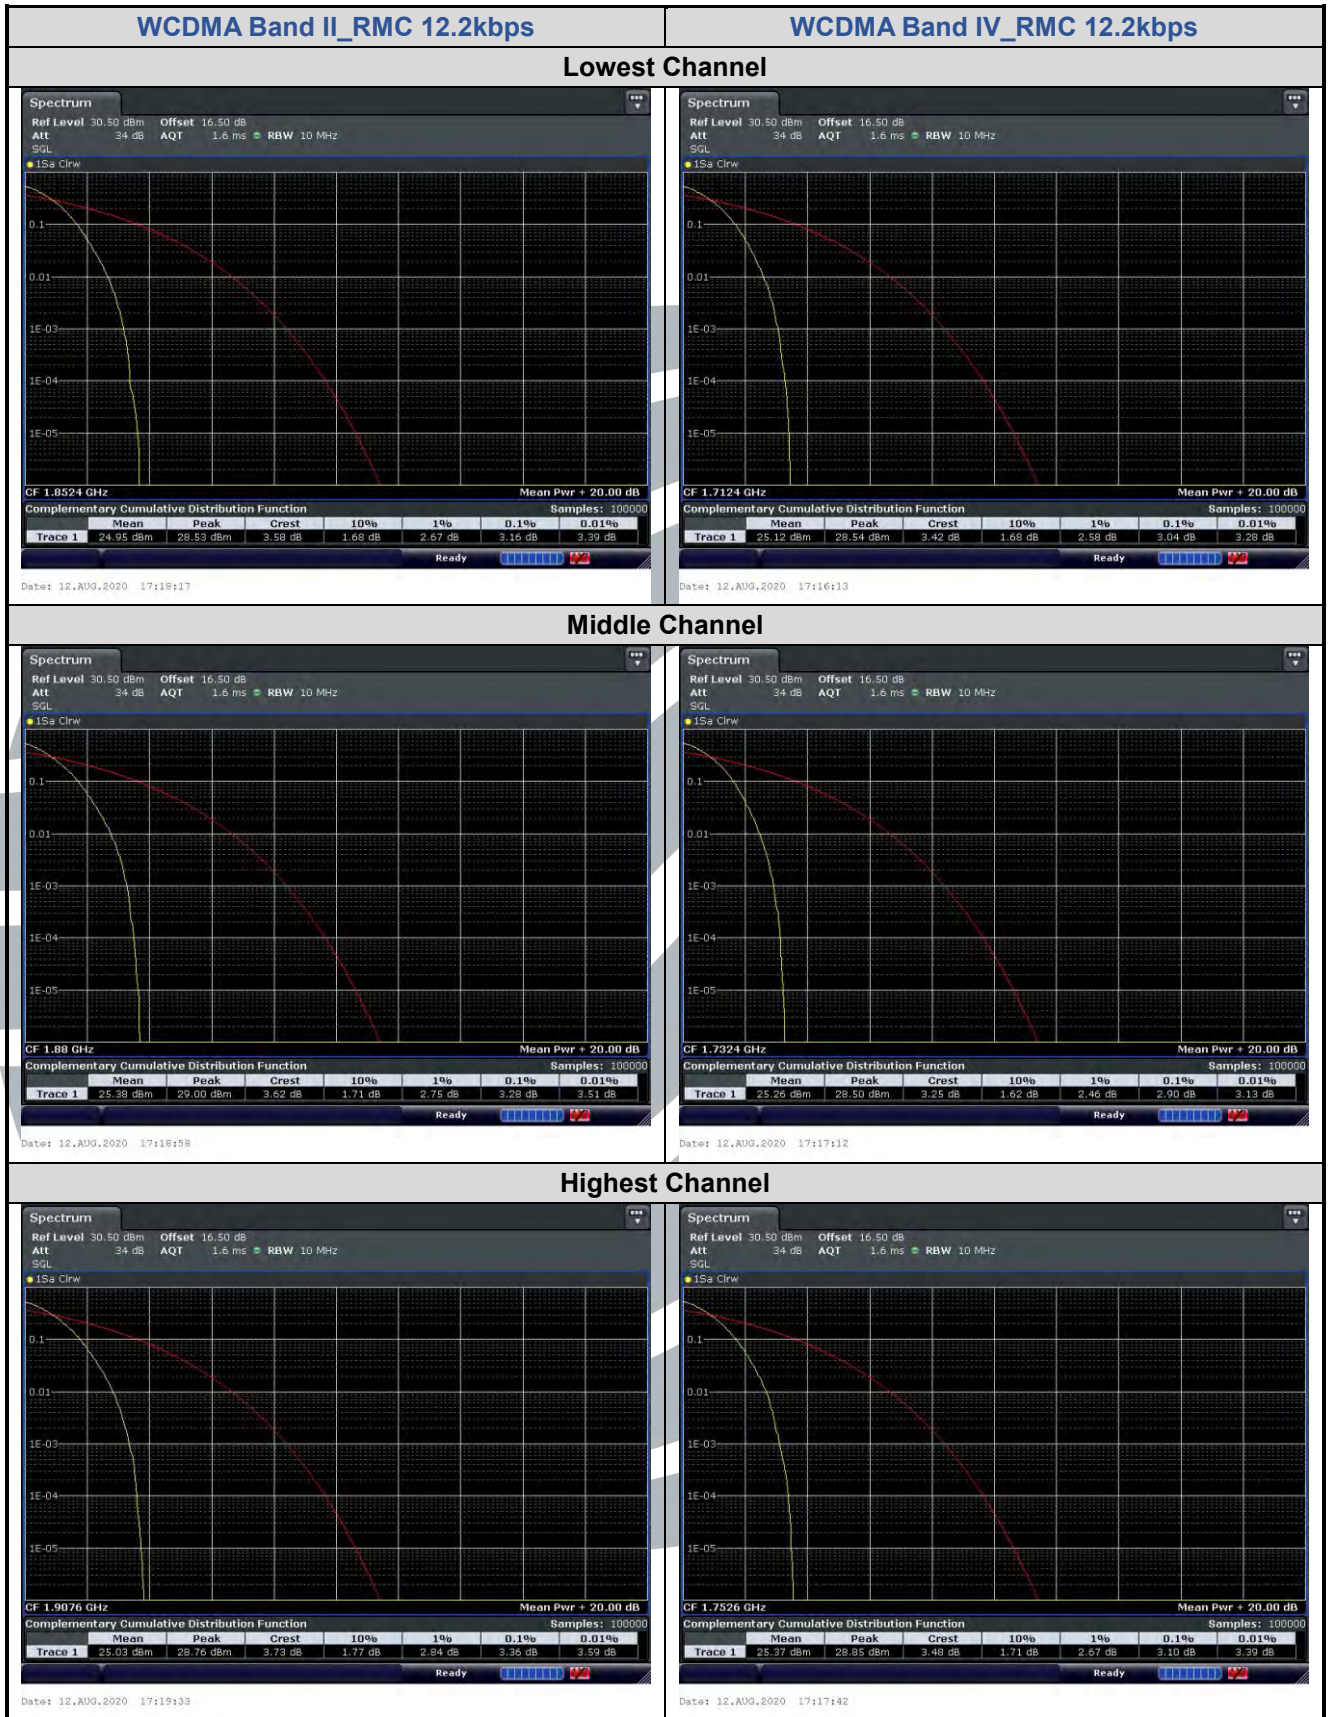 WCDMA Band II_RMC 12.2kbps WCDMA Band IV_RMC 12.2kbps
Lowest Channel
Spectrum
Ref Level 30.50 dBm Offset 16.50 dB
Att 34 dB AQT 1.6 ms RBW 10 MHz
SGL
1Sa Clrw
0.1
0.01
1E-03
1E-04
1E-05
CF 1.8524 GHz Mean Pwr + 20.00 dB
Complementary Cumulative Distribution Function Samples: 100000
Mean Peak Crest 10% 1% 0.1% 0.01%
Trace 1 24.95 dBm 28.53 dBm 3.58 dB 1.68 dB 2.67 dB 3.16 dB 3.39 dB
Ready
Date: 12.AUG.2020 17:18:17
Spectrum
Ref Level 30.50 dBm Offset 16.50 dB
Att 34 dB AQT 1.6 ms RBW 10 MHz
SGL
1Sa Clrw
0.1
0.01
1E-03
1E-04
1E-05
CF 1.7124 GHz Mean Pwr + 20.00 dB
Complementary Cumulative Distribution Function Samples: 100000
Mean Peak Crest 10% 1% 0.1% 0.01%
Trace 1 25.12 dBm 28.54 dBm 3.42 dB 1.68 dB 2.58 dB 3.04 dB 3.28 dB
Ready
Date: 12.AUG.2020 17:16:13
Middle Channel
Spectrum
Ref Level 30.50 dBm Offset 16.50 dB
Att 34 dB AQT 1.6 ms RBW 10 MHz
SGL
1Sa Clrw
0.1
0.01
1E-03
1E-04
1E-05
CF 1.88 GHz Mean Pwr + 20.00 dB
Complementary Cumulative Distribution Function Samples: 100000
Mean Peak Crest 10% 1% 0.1% 0.01%
Trace 1 25.38 dBm 29.00 dBm 3.62 dB 1.71 dB 2.75 dB 3.28 dB 3.51 dB
Ready
Date: 12.AUG.2020 17:18:58
Spectrum
Ref Level 30.50 dBm Offset 16.50 dB
Att 34 dB AQT 1.6 ms RBW 10 MHz
SGL
1Sa Clrw
0.1
0.01
1E-03
1E-04
1E-05
CF 1.7324 GHz Mean Pwr + 20.00 dB
Complementary Cumulative Distribution Function Samples: 100000
Mean Peak Crest 10% 1% 0.1% 0.01%
Trace 1 25.26 dBm 28.50 dBm 3.25 dB 1.62 dB 2.46 dB 2.90 dB 3.13 dB
Ready
Date: 12.AUG.2020 17:17:12
Highest Channel
Spectrum
Ref Level 30.50 dBm Offset 16.50 dB
Att 34 dB AQT 1.6 ms RBW 10 MHz
SGL
1Sa Clrw
0.1
0.01
1E-03
1E-04
1E-05
CF 1.9076 GHz Mean Pwr + 20.00 dB
Complementary Cumulative Distribution Function Samples: 100000
Mean Peak Crest 10% 1% 0.1% 0.01%
Trace 1 25.03 dBm 28.76 dBm 3.73 dB 1.77 dB 2.84 dB 3.36 dB 3.59 dB
Ready
Date: 12.AUG.2020 17:19:33
Spectrum
Ref Level 30.50 dBm Offset 16.50 dB
Att 34 dB AQT 1.6 ms RBW 10 MHz
SGL
1Sa Clrw
0.1
0.01
1E-03
1E-04
1E-05
CF 1.7526 GHz Mean Pwr + 20.00 dB
Complementary Cumulative Distribution Function Samples: 100000
Mean Peak Crest 10% 1% 0.1% 0.01%
Trace 1 25.37 dBm 28.85 dBm 3.48 dB 1.71 dB 2.67 dB 3.10 dB 3.39 dB
Ready
Date: 12.AUG.2020 17:17:42